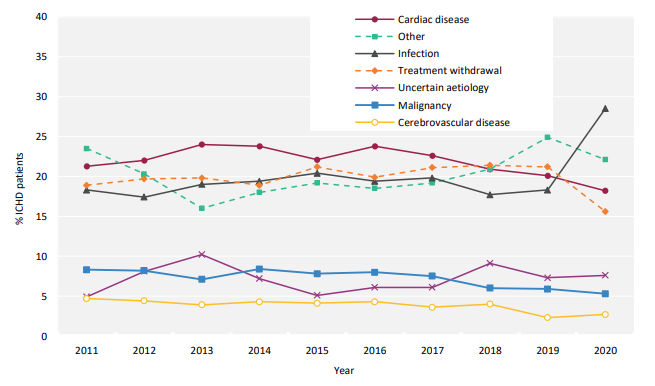 40
35
30
25
20
15
10
5
0
% ICHD patients
Cardiac disease
Other
Infection
Treatment withdrawal
Uncertain aetiology
Malignancy
Cerebrovascular disease
2011 2012 2013 2014 2015 2016 2017 2018 2019 2020
Year